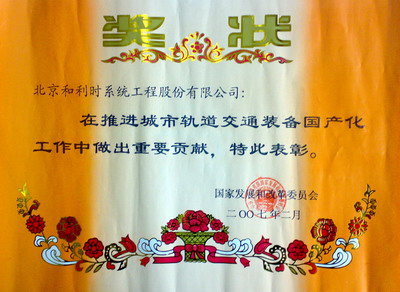 奖状
北京和利时系统工程股份有限公司:
在推进城市轨道交通装备国产化
工作中做出重要贡献，特此表彰。
国家发展和改革委员会
二〇〇七年二月